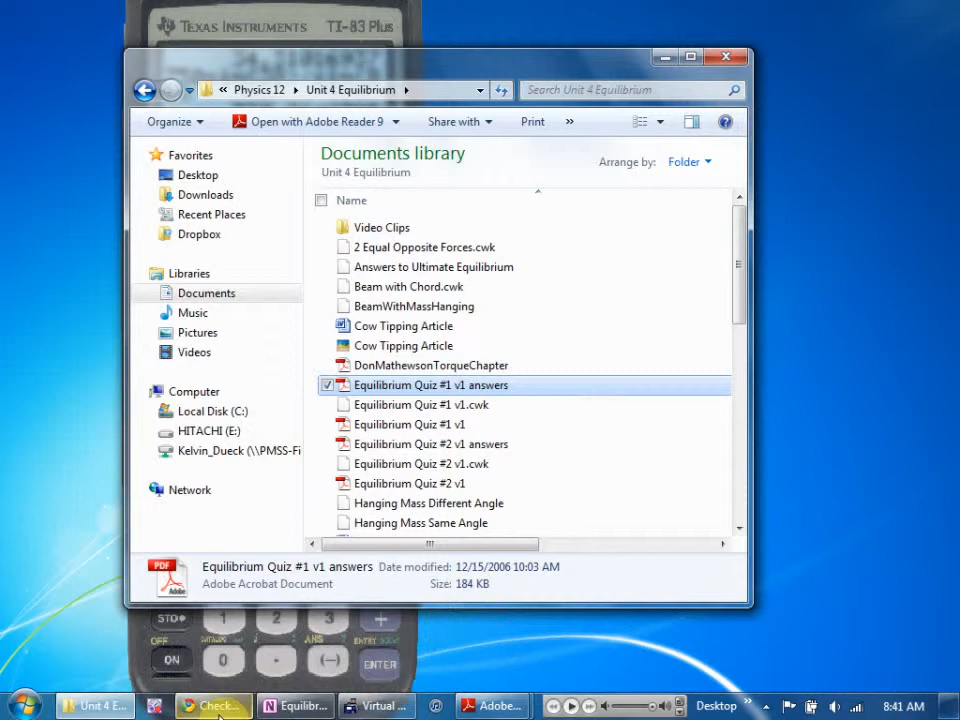 TEXAS INSTRUMENTS TI-83 Plus
« Physics 12 Unit 4 Equilibrium
Search Unit 4 Equilibrium
Organize Open with Adobe Reader 9 Share with Print »
Documents library
Unit 4 Equilibrium
Arrange by: Folder
Favorites
Desktop
Downloads
Recent Places
Dropbox
Libraries
Documents
Music
Pictures
Videos
Computer
Local Disk (C:)
HITACHI (E:)
Kelvin_Dueck (\\PMSS-Fi
Network
Name
Video Clips
2 Equal Opposite Forces.cwk
Answers to Ultimate Equilibrium
Beam with Chord.cwk
BeamWithMassHanging
Cow Tipping Article
Cow Tipping Article
DonMathewsonTorqueChapter
Equilibrium Quiz #1 v1 answers
Equilibrium Quiz #1 v1.cwk
Equilibrium Quiz #1 v1
Equilibrium Quiz #2 v1 answers
Equilibrium Quiz #2 v1.cwk
Equilibrium Quiz #2 v1
Hanging Mass Different Angle
Hanging Mass Same Angle
PDF
Adobe
Equilibrium Quiz #1 v1 answers Date modified: 12/15/2006 10:03 AM
Adobe Acrobat Document Size: 184 KB
STO▸ 1 2 3 +
OFF CATALOG ANS ENTRY SOLVE
ON 0 . (−) ENTER
Unit 4 E... Check... Equilibr... Virtual ... Adobe... Desktop » 8:41 AM